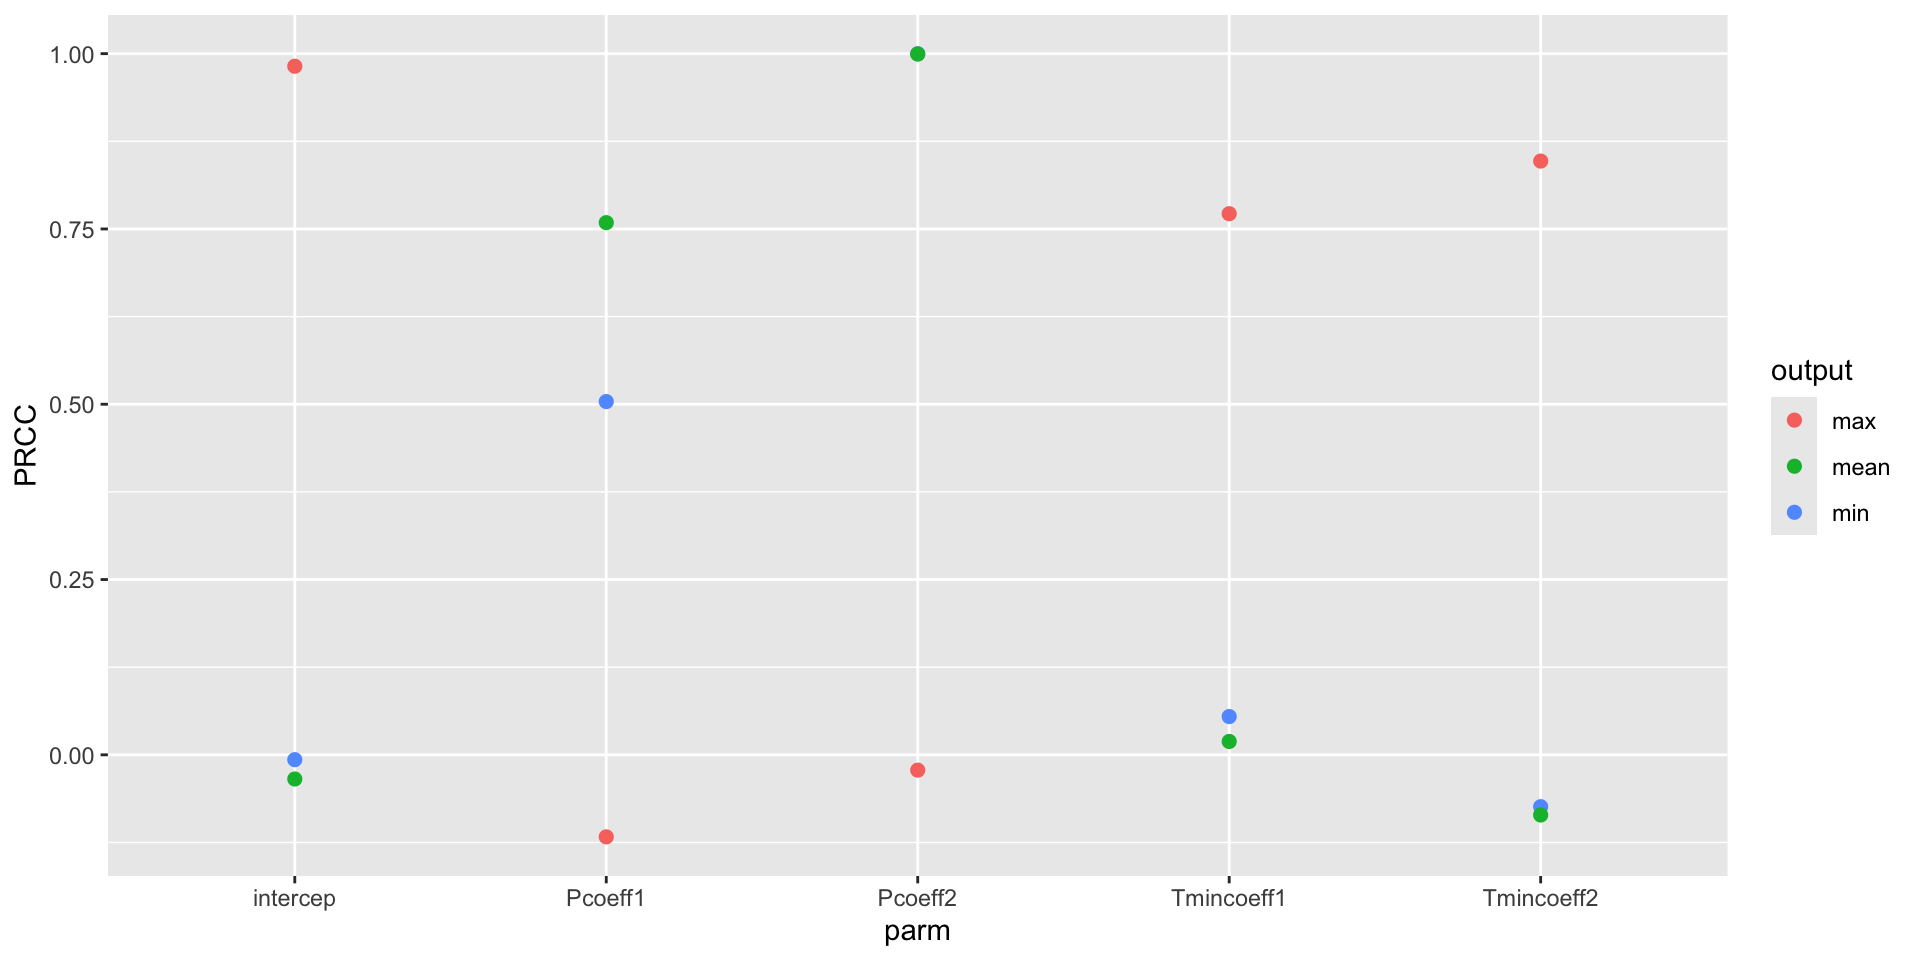 1.00
0.75
0.50
0.25
0.00
PRCC
intercep
Pcoeff1
Pcoeff2
Tmincoeff1
Tmincoeff2
parm
output
max
mean
min